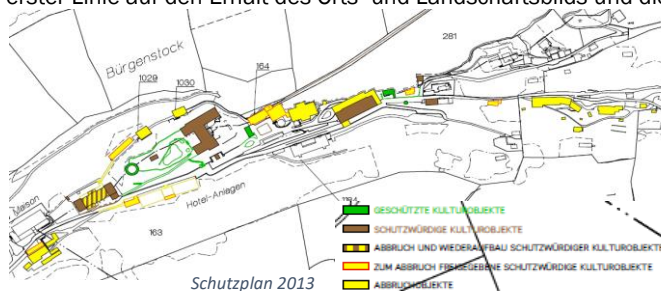 erster Linie auf den Erhalt des Orts- und Landschaftsbilds und die
281
Bürgenstock
1029
1030
164
Maison
Hotel-Anlagen
163
GESCHÜTZTE KULTUROBJEKTE
SCHUTZWÜRDIGE KULTUROBJEKTE
ABBRUCH UND WIEDERAUFBAU SCHUTZWÜRDIGER KULTUROBJEKTE
ZUM ABBRUCH FREIGEGEBENE SCHUTZWÜRDIGE KULTUROBJEKTE
ABBRUCHOBJEKTE
Schutzplan 2013